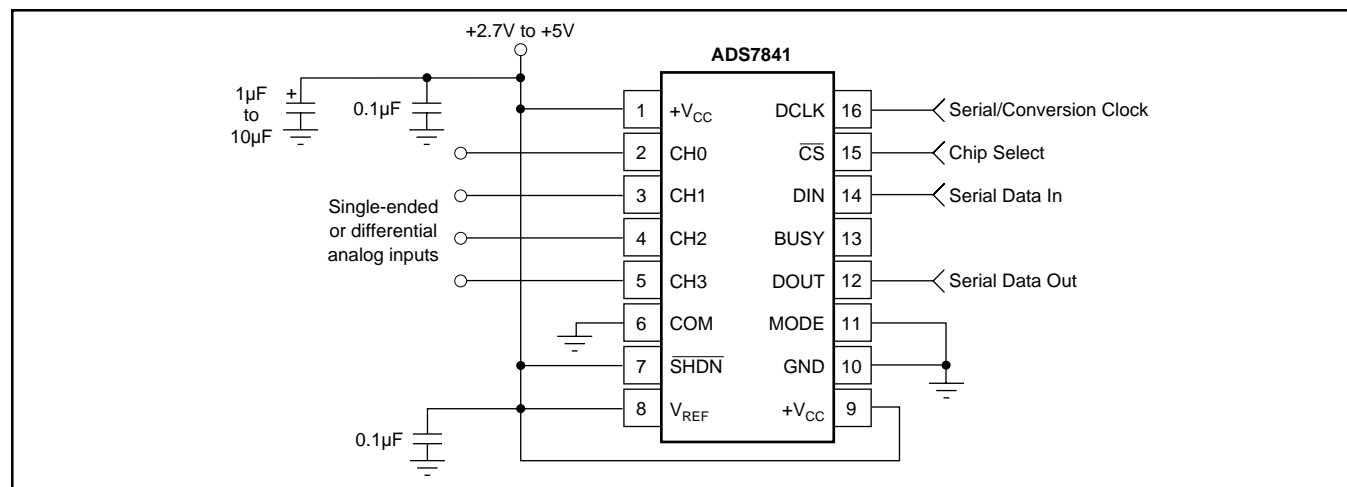 +2.7V to +5V
ADS7841
1µF
to
10µF
+
0.1µF
1 +VCC DCLK 16 Serial/Conversion Clock
2 CH0 CS 15 Chip Select
3 CH1 DIN 14 Serial Data In
Single-ended
or differential
analog inputs
4 CH2 BUSY 13
5 CH3 DOUT 12 Serial Data Out
6 COM MODE 11
7 SHDN GND 10
8 VREF +VCC 9
0.1µF